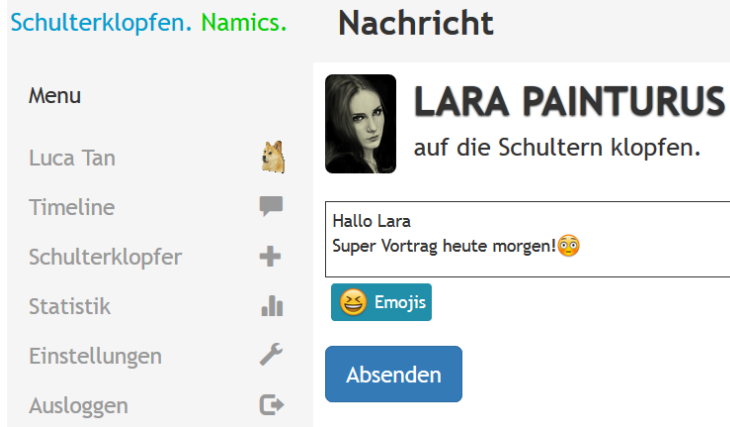 Schulterklopfen. Namics.
Nachricht
Menu
Luca Tan
Timeline
Schulterklopfer
Statistik
Einstellungen
Ausloggen
LARA PAINTURUS
auf die Schultern klopfen.
Hallo Lara
Super Vortrag heute morgen!😳
😆 Emojis
Absenden